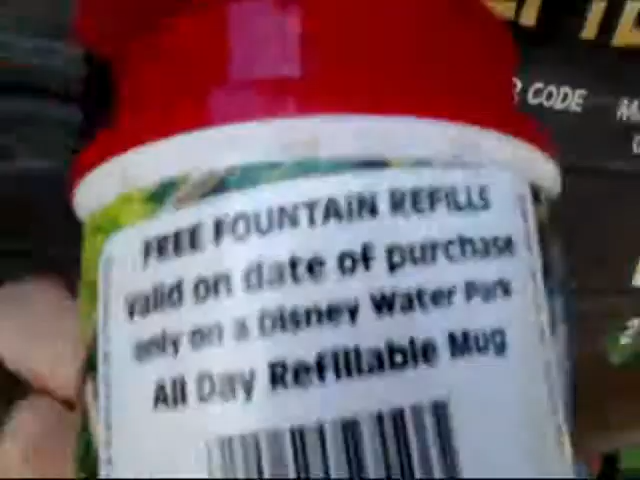 FREE FOUNTAIN REFILLS
Valid on date of purchase
only on a Disney Water Park
All Day Refillable Mug
CODE